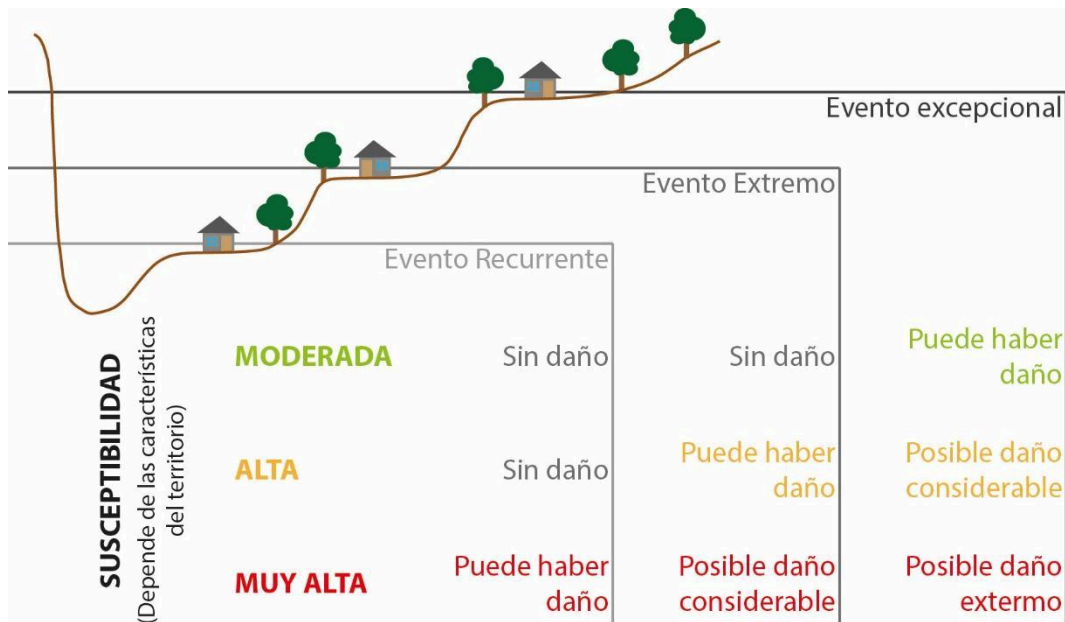 Evento excepcional
Evento Extremo
Evento Recurrente
SUSCEPTIBILIDAD
(Depende de las características
del territorio)
MODERADA
Sin daño
Sin daño
Puede haber
daño
ALTA
Sin daño
Puede haber
daño
Posible daño
considerable
MUY ALTA
Puede haber
daño
Posible daño
considerable
Posible daño
extermo